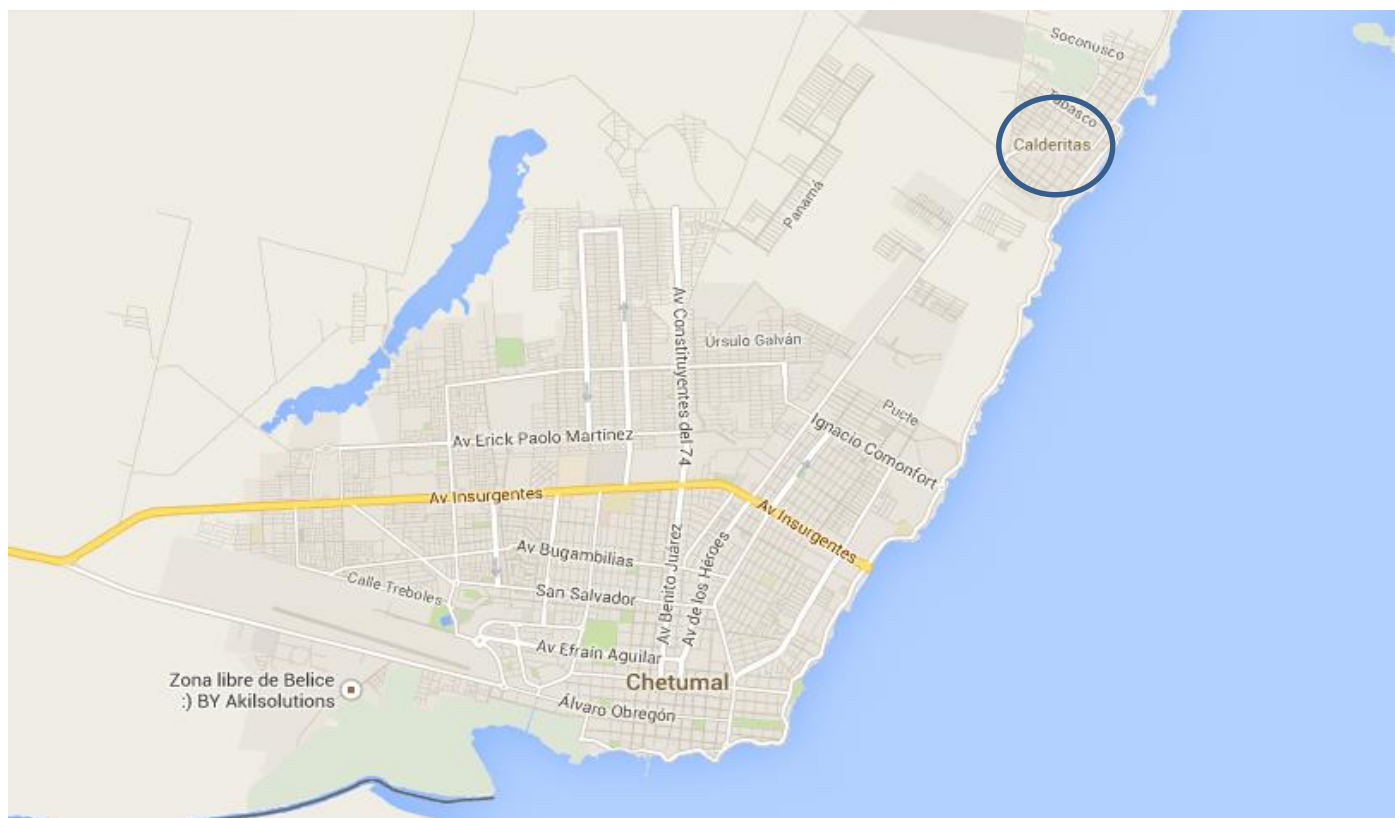 Soconusco
Tabasco
Calderitas
Panamá
Av Constituyentes del 74
Úrsulo Galván
Pucte
Ignacio Comonfort
Av Erick Paolo Martinez
Av Insurgentes
Av Insurgentes
Av Bugambilias
Av Benito Juárez
Av de los Héroes
Calle Treboles
San Salvador
Av Efraín Aguilar
Zona libre de Belice
:) BY Akilsolutions
Chetumal
Álvaro Obregón